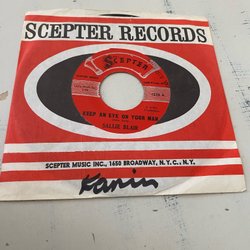 SCEPTER RECORDS
SCEPTER
KEEP AN EYE ON YOUR MAN
SALLIE BLAIR
SCEPTER MUSIC INC., 1650 BROADWAY, N.Y.C., N.Y.
Karin